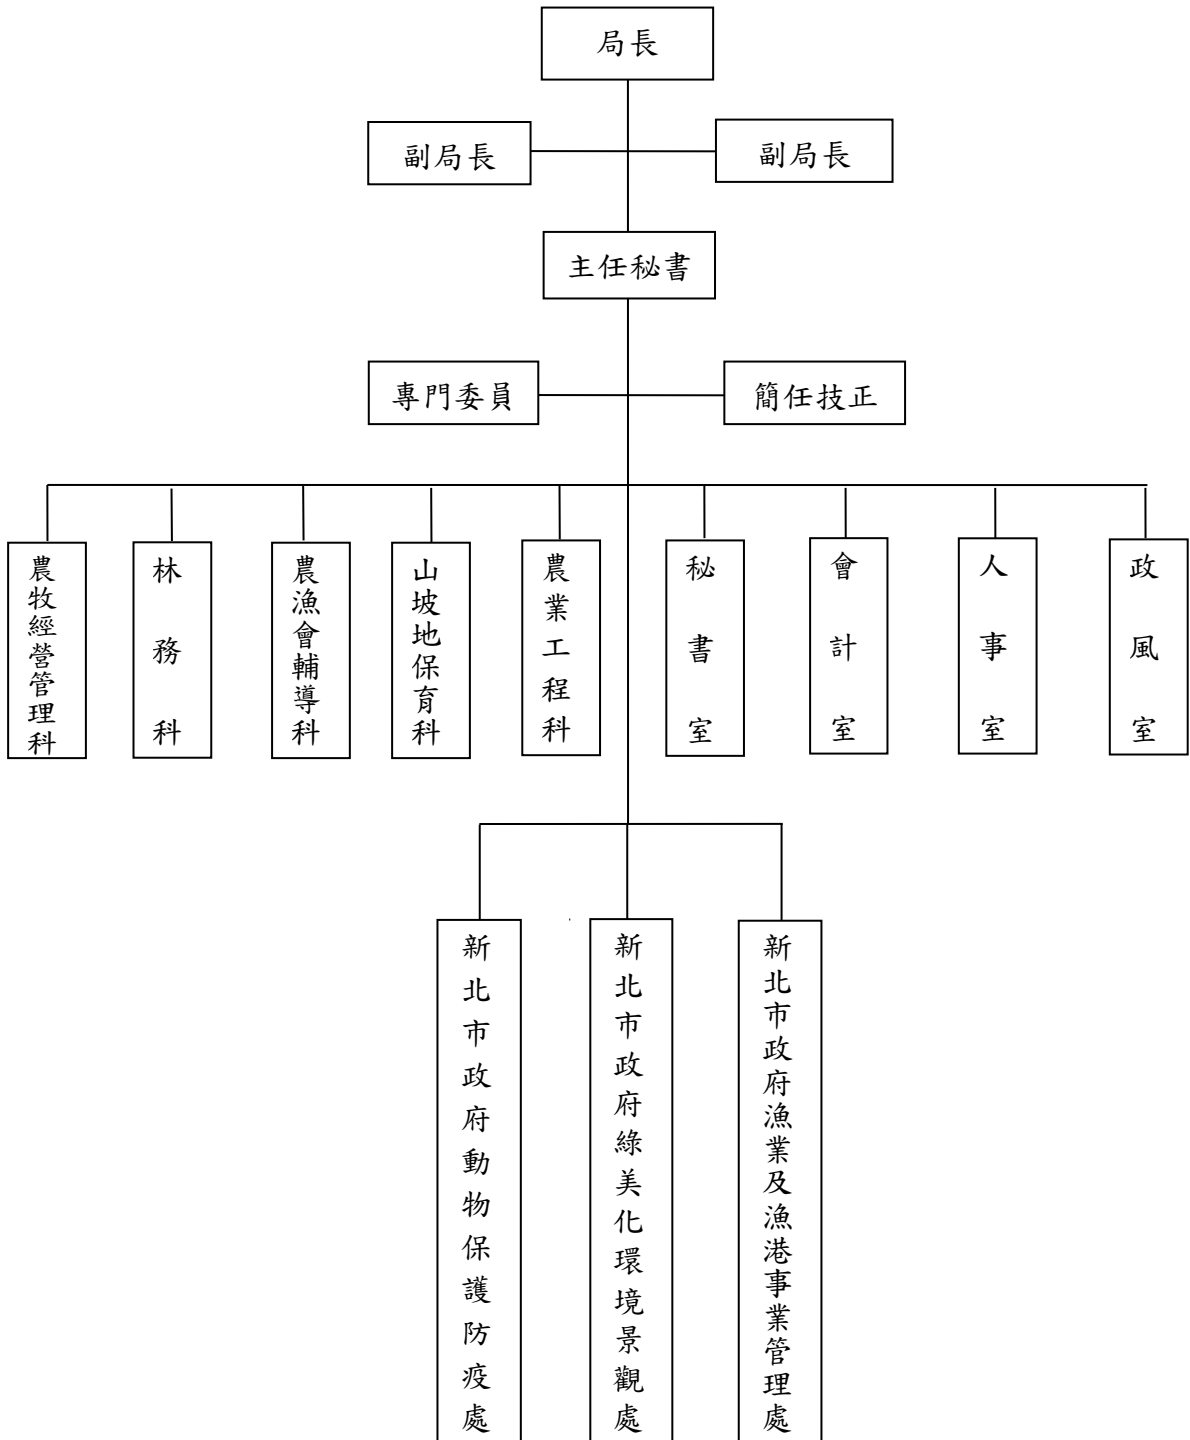 局長
副局長
副局長
主任秘書
專門委員
簡任技正
農牧經營管理科
林務科
農漁會輔導科
山坡地保育科
農業工程科
秘書室
會計室
人事室
政風室
新北市政府動物保護防疫處
新北市政府綠美化環境景觀處
新北市政府漁業及漁港事業管理處